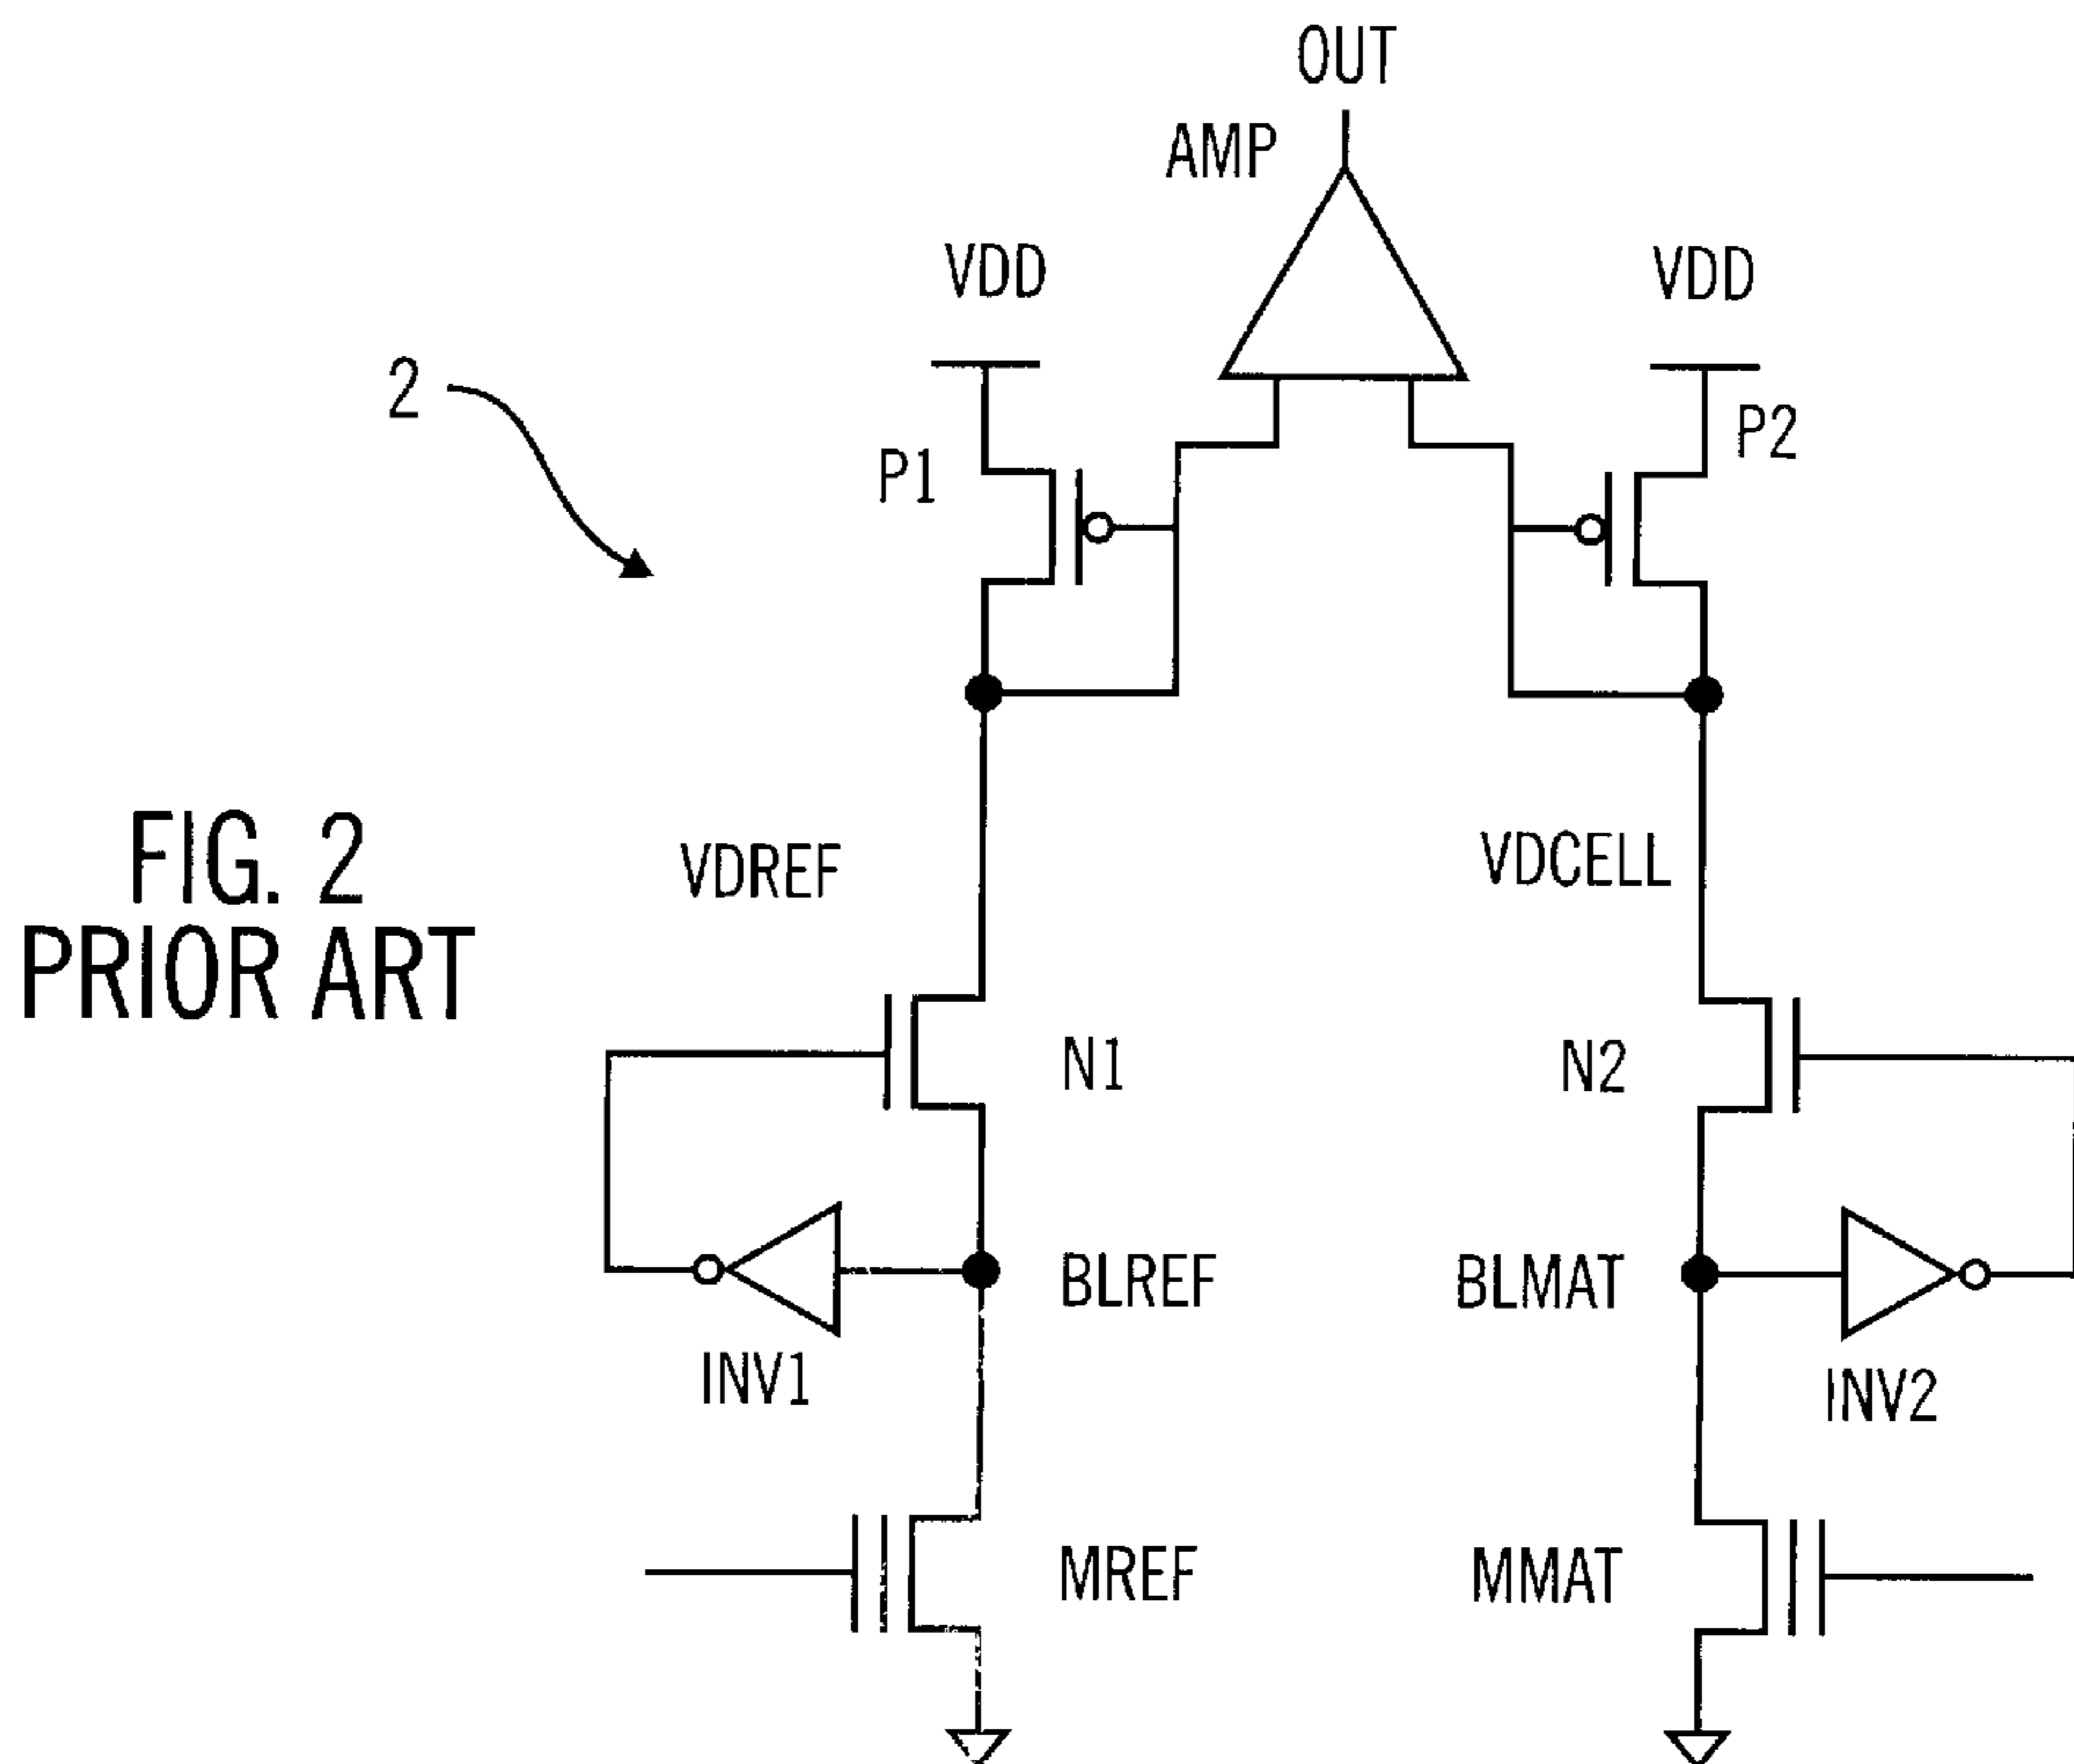 OUT
AMP
VDD
VDD
2
P1
P2
FIG. 2
PRIOR ART
VDREF
VDCELL
N1
N2
BLREF
BLMAT
INV1
INV2
MREF
MMAT